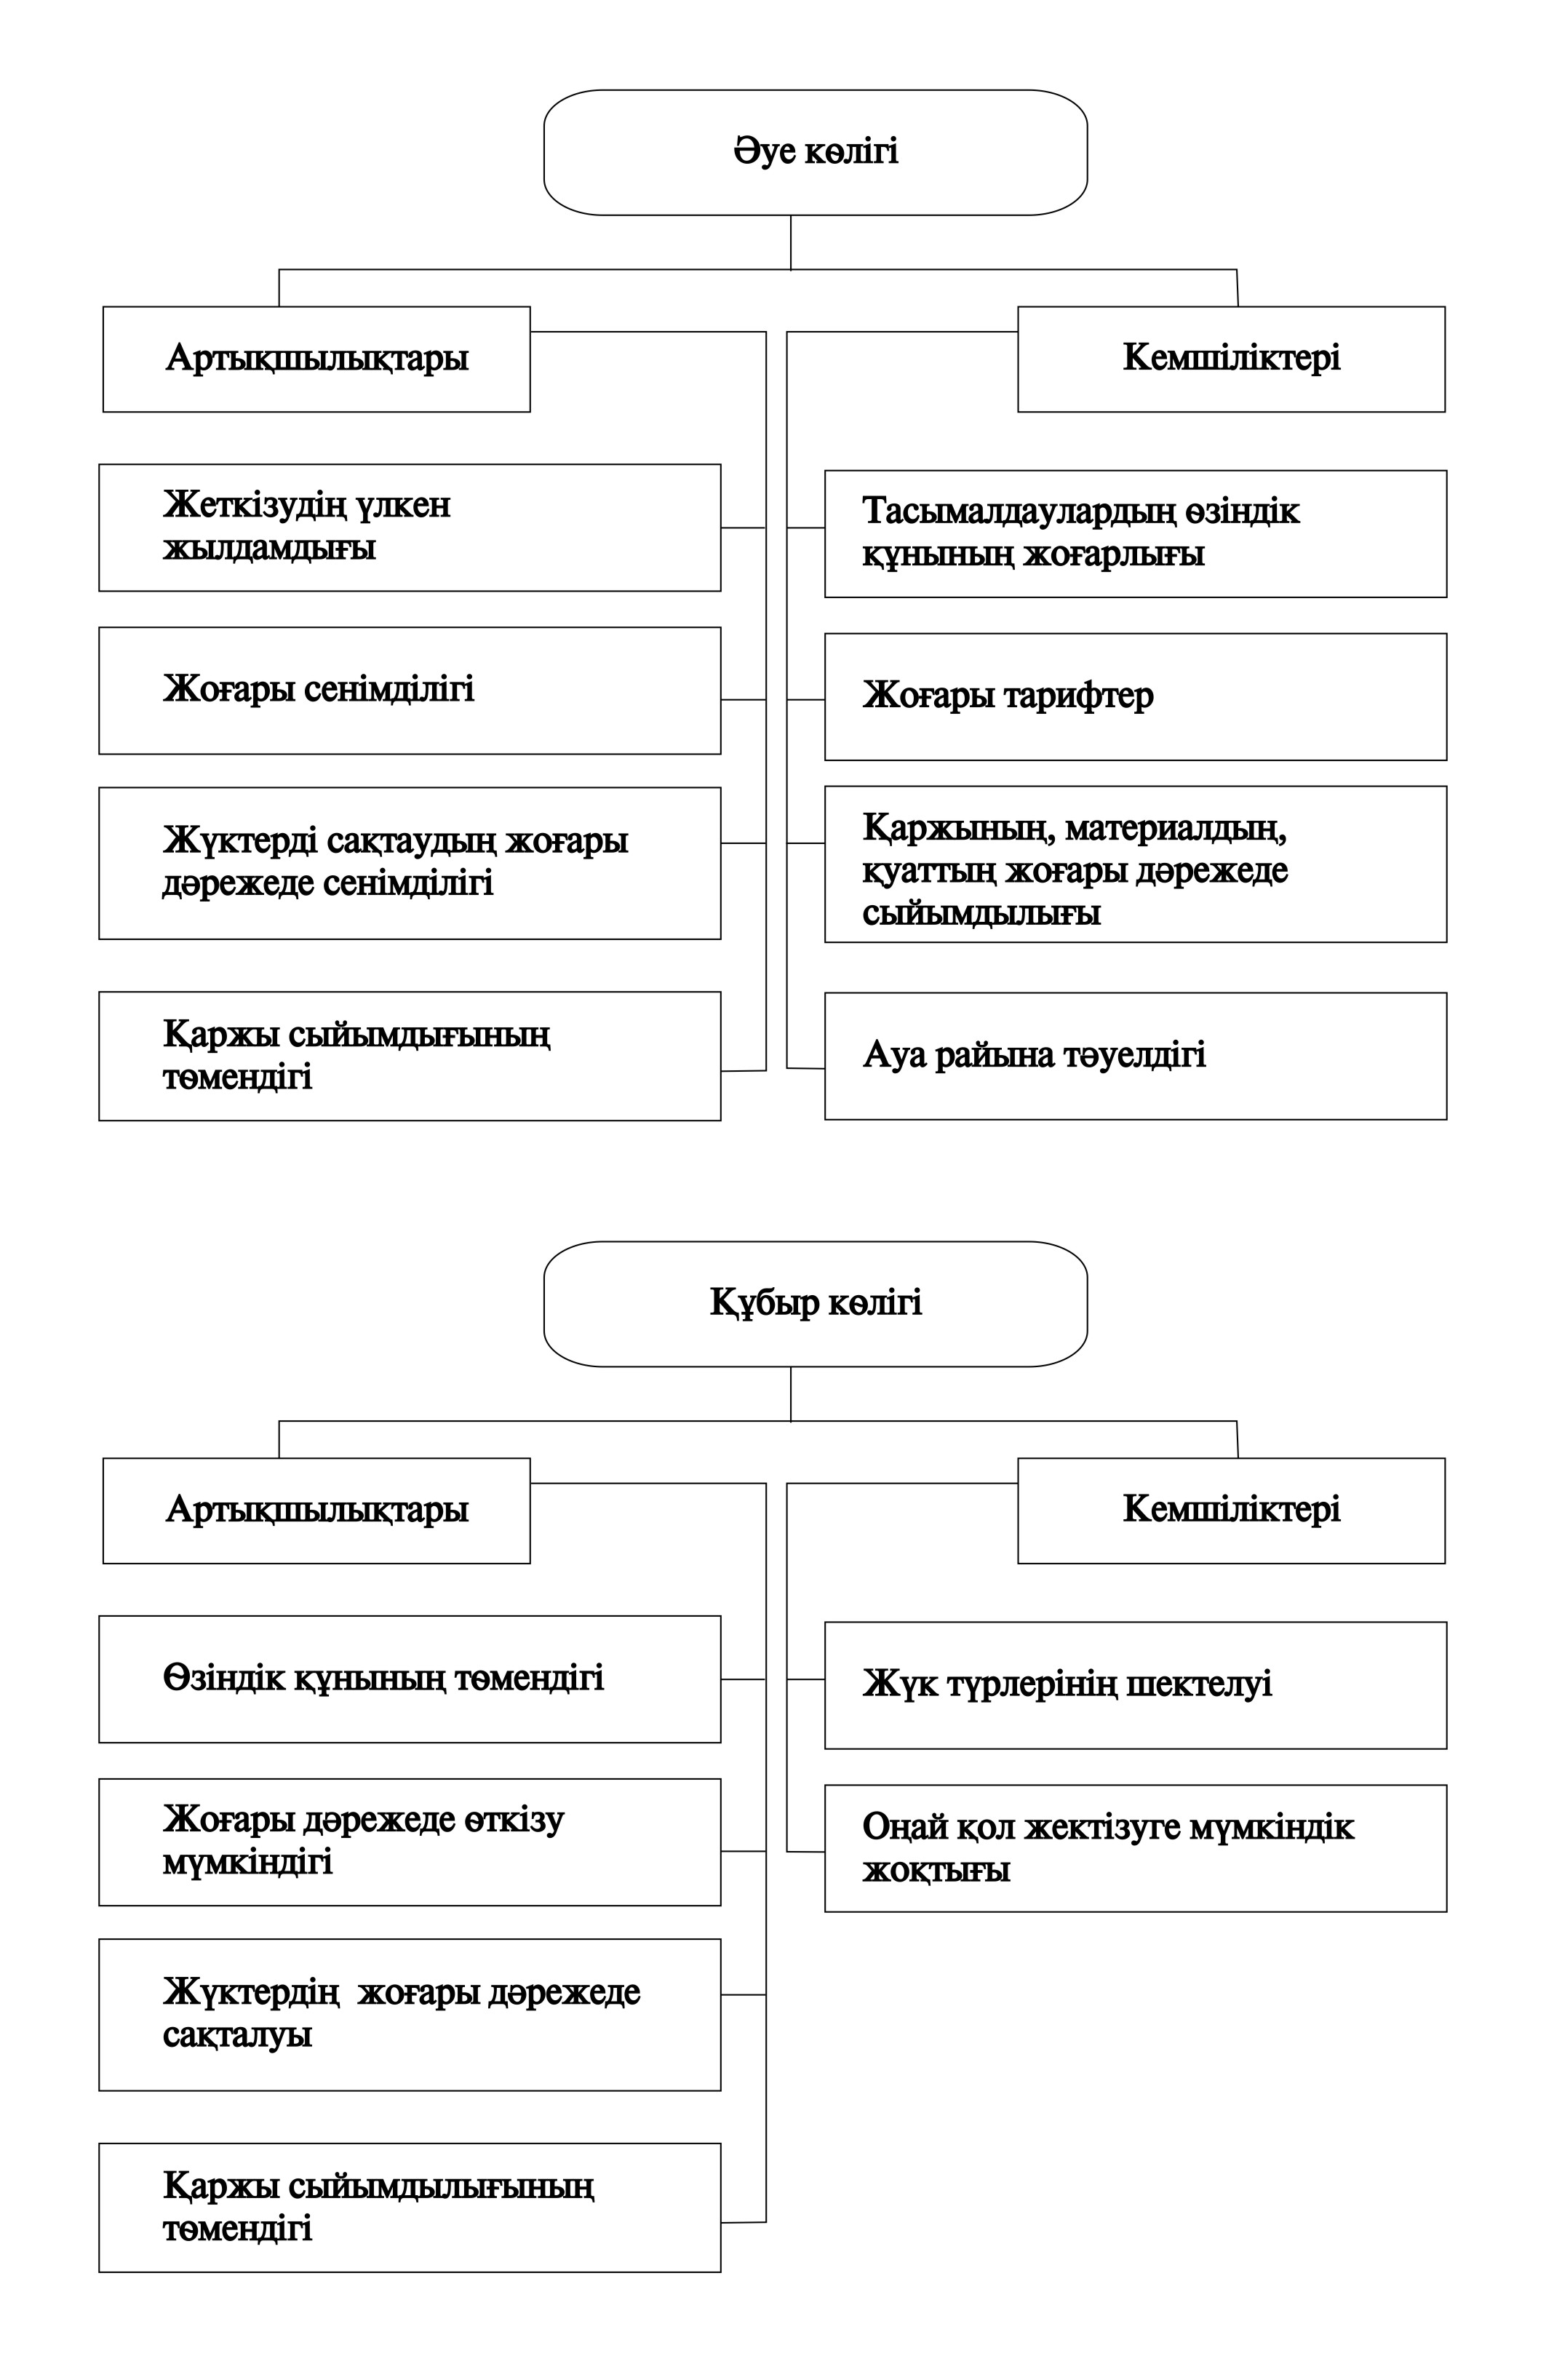 Әуе көлігі
Артықшылықтары
Жеткізудің үлкен
жылдамдығы
Жоғары сенімділігі
Жүктерді сақтаудың жоғары
дәрежеде сенімділігі
Қаржы сыйымдығының
төмендігі
Кемшіліктері
Тасымалдаулардың өзіндік
құнының жоғарлығы
Жоғары тарифтер
Қаржының, материалдың,
қуаттың жоғары дәрежеде
сыйымдылығы
Ауа райына тәуелдігі
Құбыр көлігі
Артықшылықтары
Өзіндік құнының төмендігі
Жоғары дәрежеде өткізу
мүмкіндігі
Жүктердің  жоғары дәрежеде
сақталуы
Қаржы сыйымдылығының
төмендігі
Кемшіліктері
Жүк түрлерінің шектелуі
Оңай қол жектізуге мүмкіндік
жоқтығы